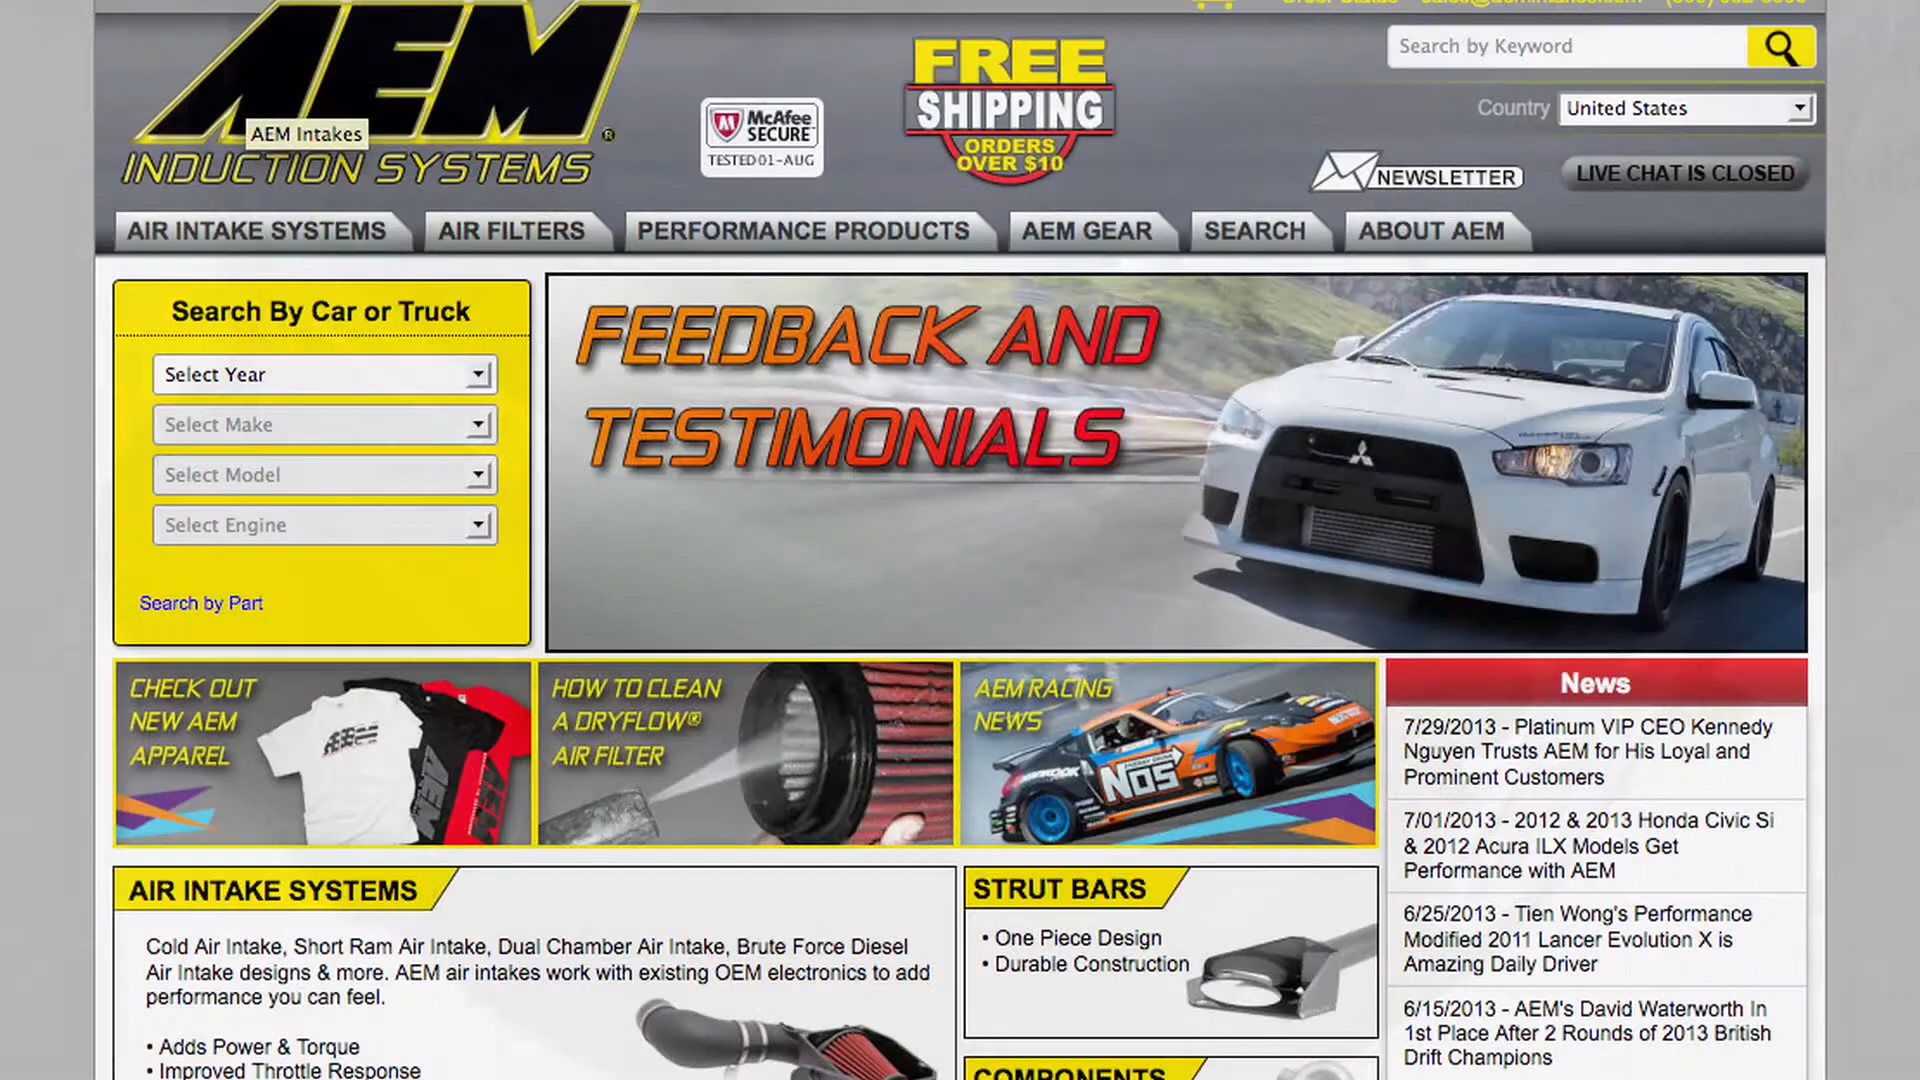 AEM
AEM Intakes
INDUCTION SYSTEMS
McAfee
SECURE
TESTED 01-AUG
FREE
SHIPPING
ORDERS
OVER $10
Search by Keyword
Country
United States
NEWSLETTER
LIVE CHAT IS CLOSED
AIR INTAKE SYSTEMS
AIR FILTERS
PERFORMANCE PRODUCTS
AEM GEAR
SEARCH
ABOUT AEM
Search By Car or Truck
Select Year
Select Make
Select Model
Select Engine
Search by Part
FEEDBACK AND
TESTIMONIALS
CHECK OUT
NEW AEM
APPAREL
AEM
AEM
AEM
HOW TO CLEAN
A DRYFLOW®
AIR FILTER
AEM RACING
NEWS
NOS
News
7/29/2013 - Platinum VIP CEO Kennedy
Nguyen Trusts AEM for His Loyal and
Prominent Customers
7/01/2013 - 2012 & 2013 Honda Civic Si
& 2012 Acura ILX Models Get
Performance with AEM
6/25/2013 - Tien Wong's Performance
Modified 2011 Lancer Evolution X is
Amazing Daily Driver
6/15/2013 - AEM's David Waterworth In
1st Place After 2 Rounds of 2013 British
Drift Champions
AIR INTAKE SYSTEMS
Cold Air Intake, Short Ram Air Intake, Dual Chamber Air Intake, Brute Force Diesel
Air Intake designs & more. AEM air intakes work with existing OEM electronics to add
performance you can feel.
• Adds Power & Torque
• Improved Throttle Response
STRUT BARS
• One Piece Design
• Durable Construction
COMPONENTS